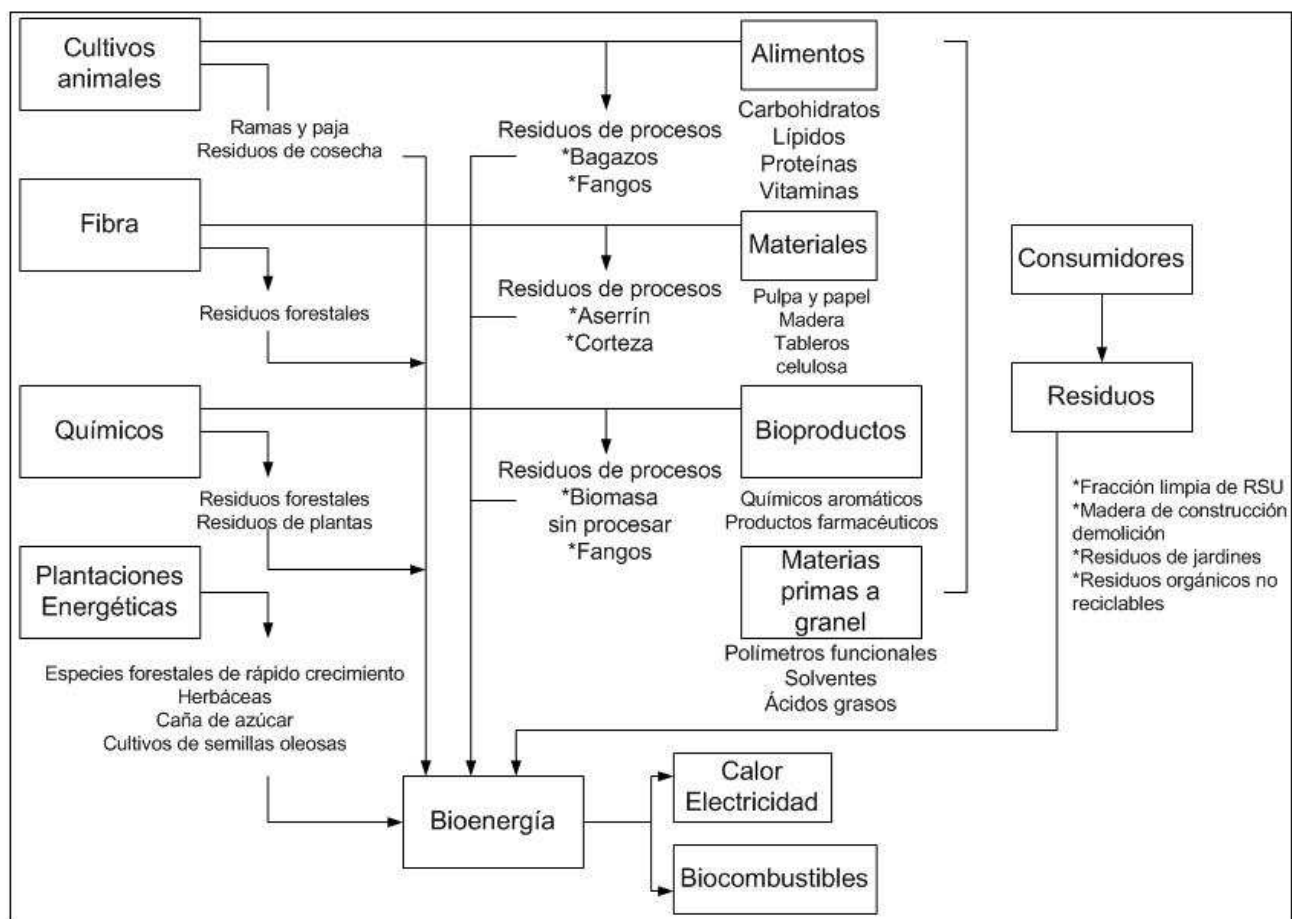 Cultivos
animales
Alimentos
Carbohidratos
Lípidos
Proteínas
Vitaminas
Ramas y paja
Residuos de cosecha
Residuos de procesos
*Bagazos
*Fangos
Fibra
Materiales
Pulpa y papel
Madera
Tableros
celulosa
Residuos de procesos
*Aserrín
*Corteza
Residuos forestales
Consumidores
Residuos
*Fracción limpia de RSU
*Madera de construcción
demolición
*Residuos de jardines
*Residuos orgánicos no
reciclables
Químicos
Bioproductos
Químicos aromáticos
Productos farmacéuticos
Residuos de procesos
*Biomasa
sin procesar
*Fangos
Residuos forestales
Residuos de plantas
Plantaciones
Energéticas
Materias
primas a
granel
Polímetros funcionales
Solventes
Ácidos grasos
Especies forestales de rápido crecimiento
Herbáceas
Caña de azúcar
Cultivos de semillas oleosas
Bioenergía
Calor
Electricidad
Biocombustibles